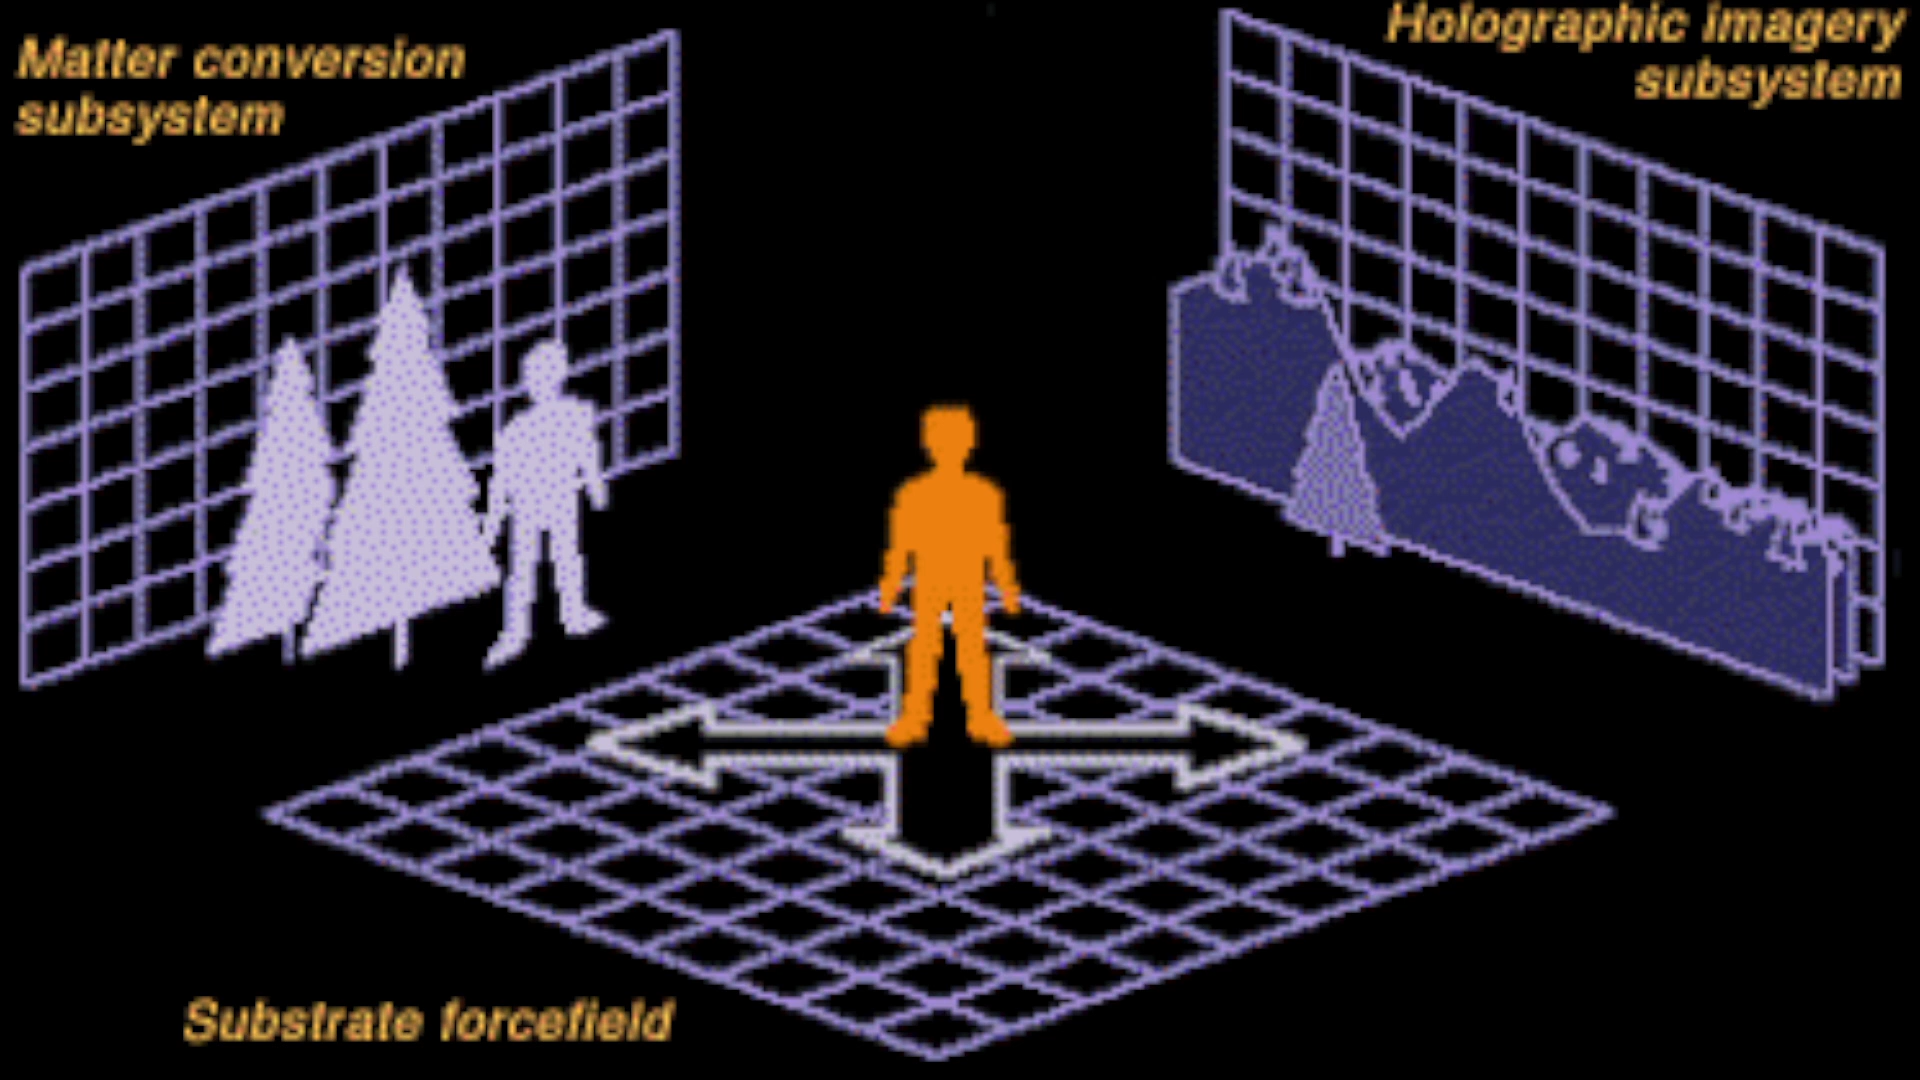 Matter conversion
subsystem
Holographic imagery
subsystem
Substrate forcefield